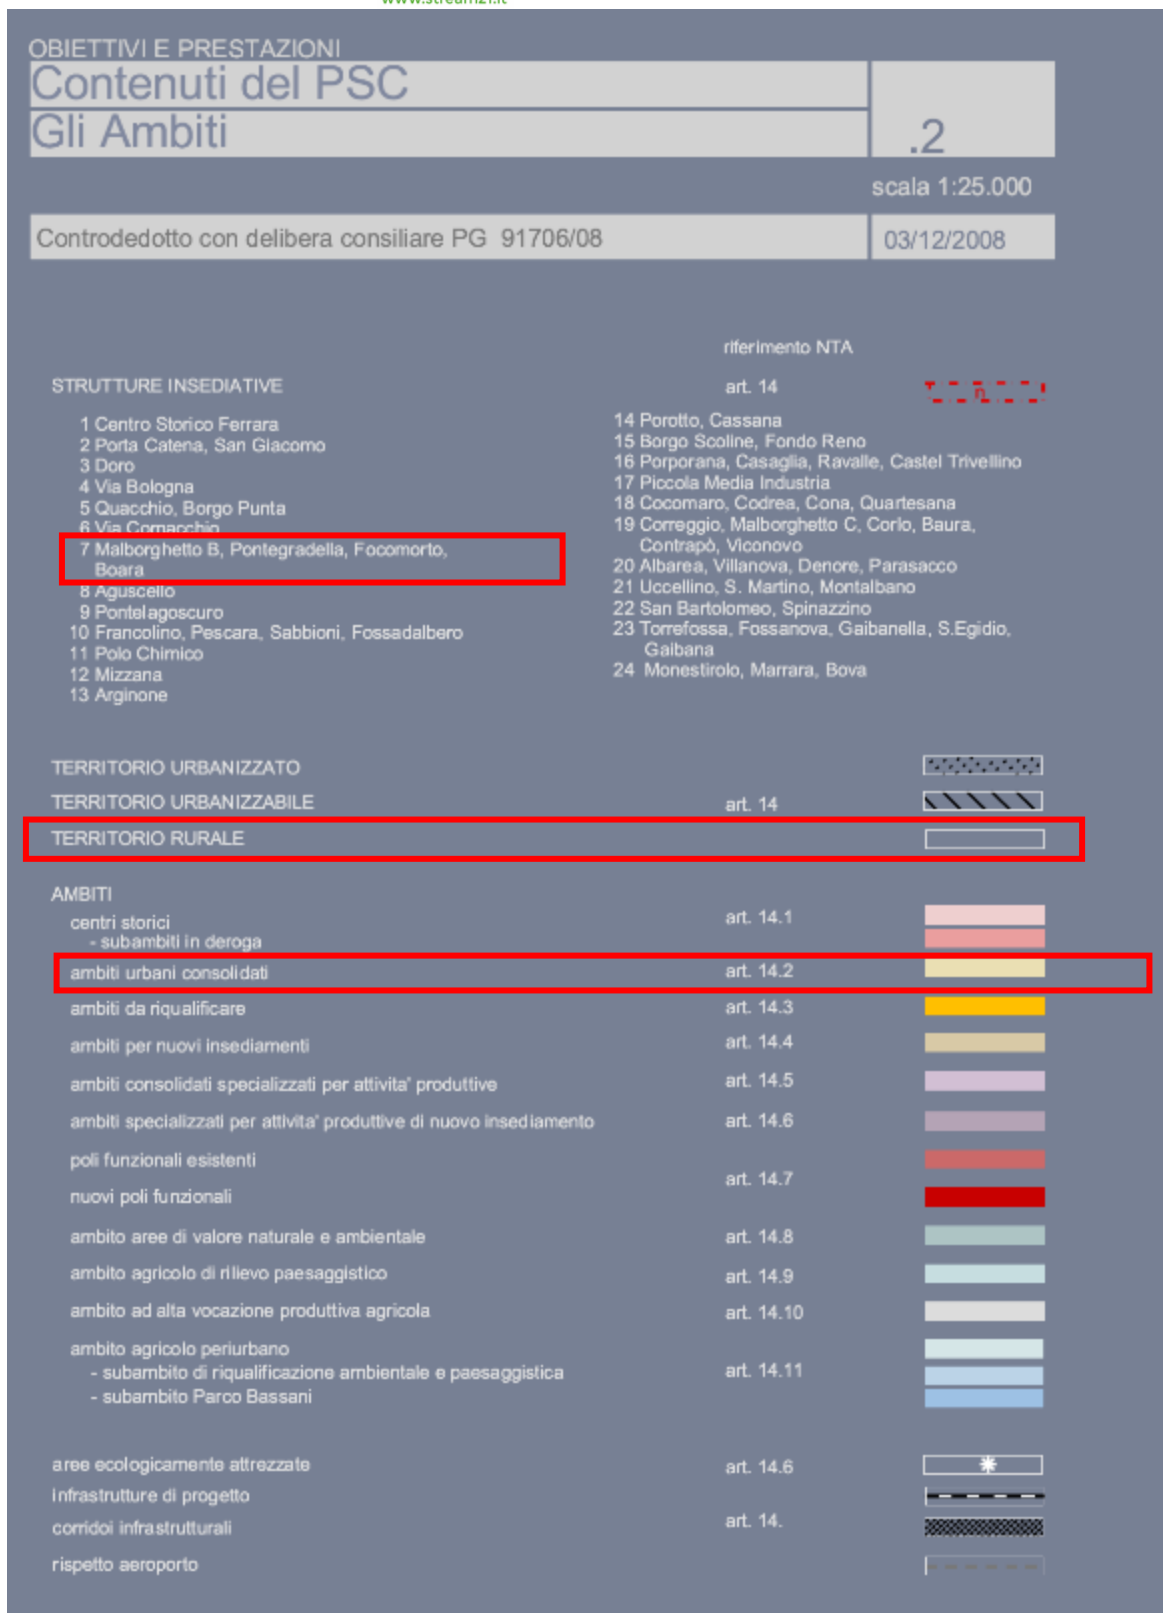 www.stream21.it
OBIETTIVI E PRESTAZIONI
Contenuti del PSC
Gli Ambiti
.2
scala 1:25.000
Controdedotto con delibera consiliare PG 91706/08
03/12/2008
riferimento NTA
STRUTTURE INSEDIATIVE
art. 14
n
1 Centro Storico Ferrara
2 Porta Catena, San Giacomo
3 Doro
4 Via Bologna
5 Quacchio, Borgo Punta
6 Via Comacchio
7 Malborghetto B, Pontegradella, Focomorto,
Boara
8 Aguscello
9 Pontelagoscuro
10 Francolino, Pescara, Sabbioni, Fossadalbero
11 Polo Chimico
12 Mizzana
13 Arginone
14 Porotto, Cassana
15 Borgo Scoline, Fondo Reno
16 Porporana, Casaglia, Ravalle, Castel Trivellino
17 Piccola Media Industria
18 Cocomaro, Codrea, Cona, Quartesana
19 Correggio, Malborghetto C, Corlo, Baura,
Contrapò, Viconovo
20 Albarea, Villanova, Denore, Parasacco
21 Uccellino, S. Martino, Montalbano
22 San Bartolomeo, Spinazzino
23 Torrefossa, Fossanova, Gaibanella, S.Egidio,
Gaibana
24 Monestirolo, Marrara, Bova
TERRITORIO URBANIZZATO
TERRITORIO URBANIZZABILE
art. 14
TERRITORIO RURALE
AMBITI
centri storici
art. 14.1
- subambiti in deroga
ambiti urbani consolidati
art. 14.2
ambiti da riqualificare
art. 14.3
ambiti per nuovi insediamenti
art. 14.4
ambiti consolidati specializzati per attivita' produttive
art. 14.5
ambiti specializzati per attivita' produttive di nuovo insediamento
art. 14.6
poli funzionali esistenti
art. 14.7
nuovi poli funzionali
ambito aree di valore naturale e ambientale
art. 14.8
ambito agricolo di rilievo paesaggistico
art. 14.9
ambito ad alta vocazione produttiva agricola
art. 14.10
ambito agricolo periurbano
- subambito di riqualificazione ambientale e paesaggistica
art. 14.11
- subambito Parco Bassani
aree ecologicamente attrezzate
art. 14.6
infrastrutture di progetto
corridoi infrastrutturali
art. 14.
rispetto aeroporto